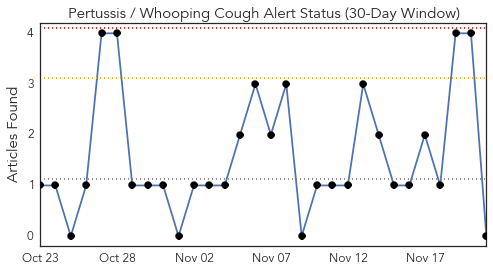 Pertussis / Whooping Cough Alert Status (30-Day Window)
Articles Found
4
3
2
1
0
Oct 23
Oct 28
Nov 02
Nov 07
Nov 12
Nov 17